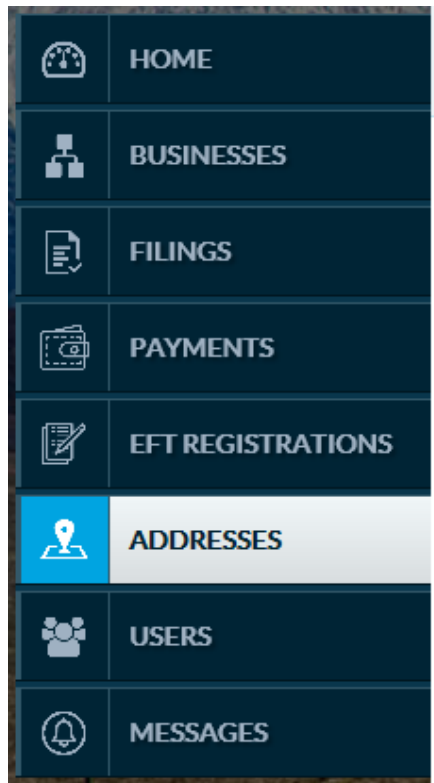 HOME
BUSINESSES
FILINGS
PAYMENTS
EFT REGISTRATIONS
ADDRESSES
USERS
MESSAGES